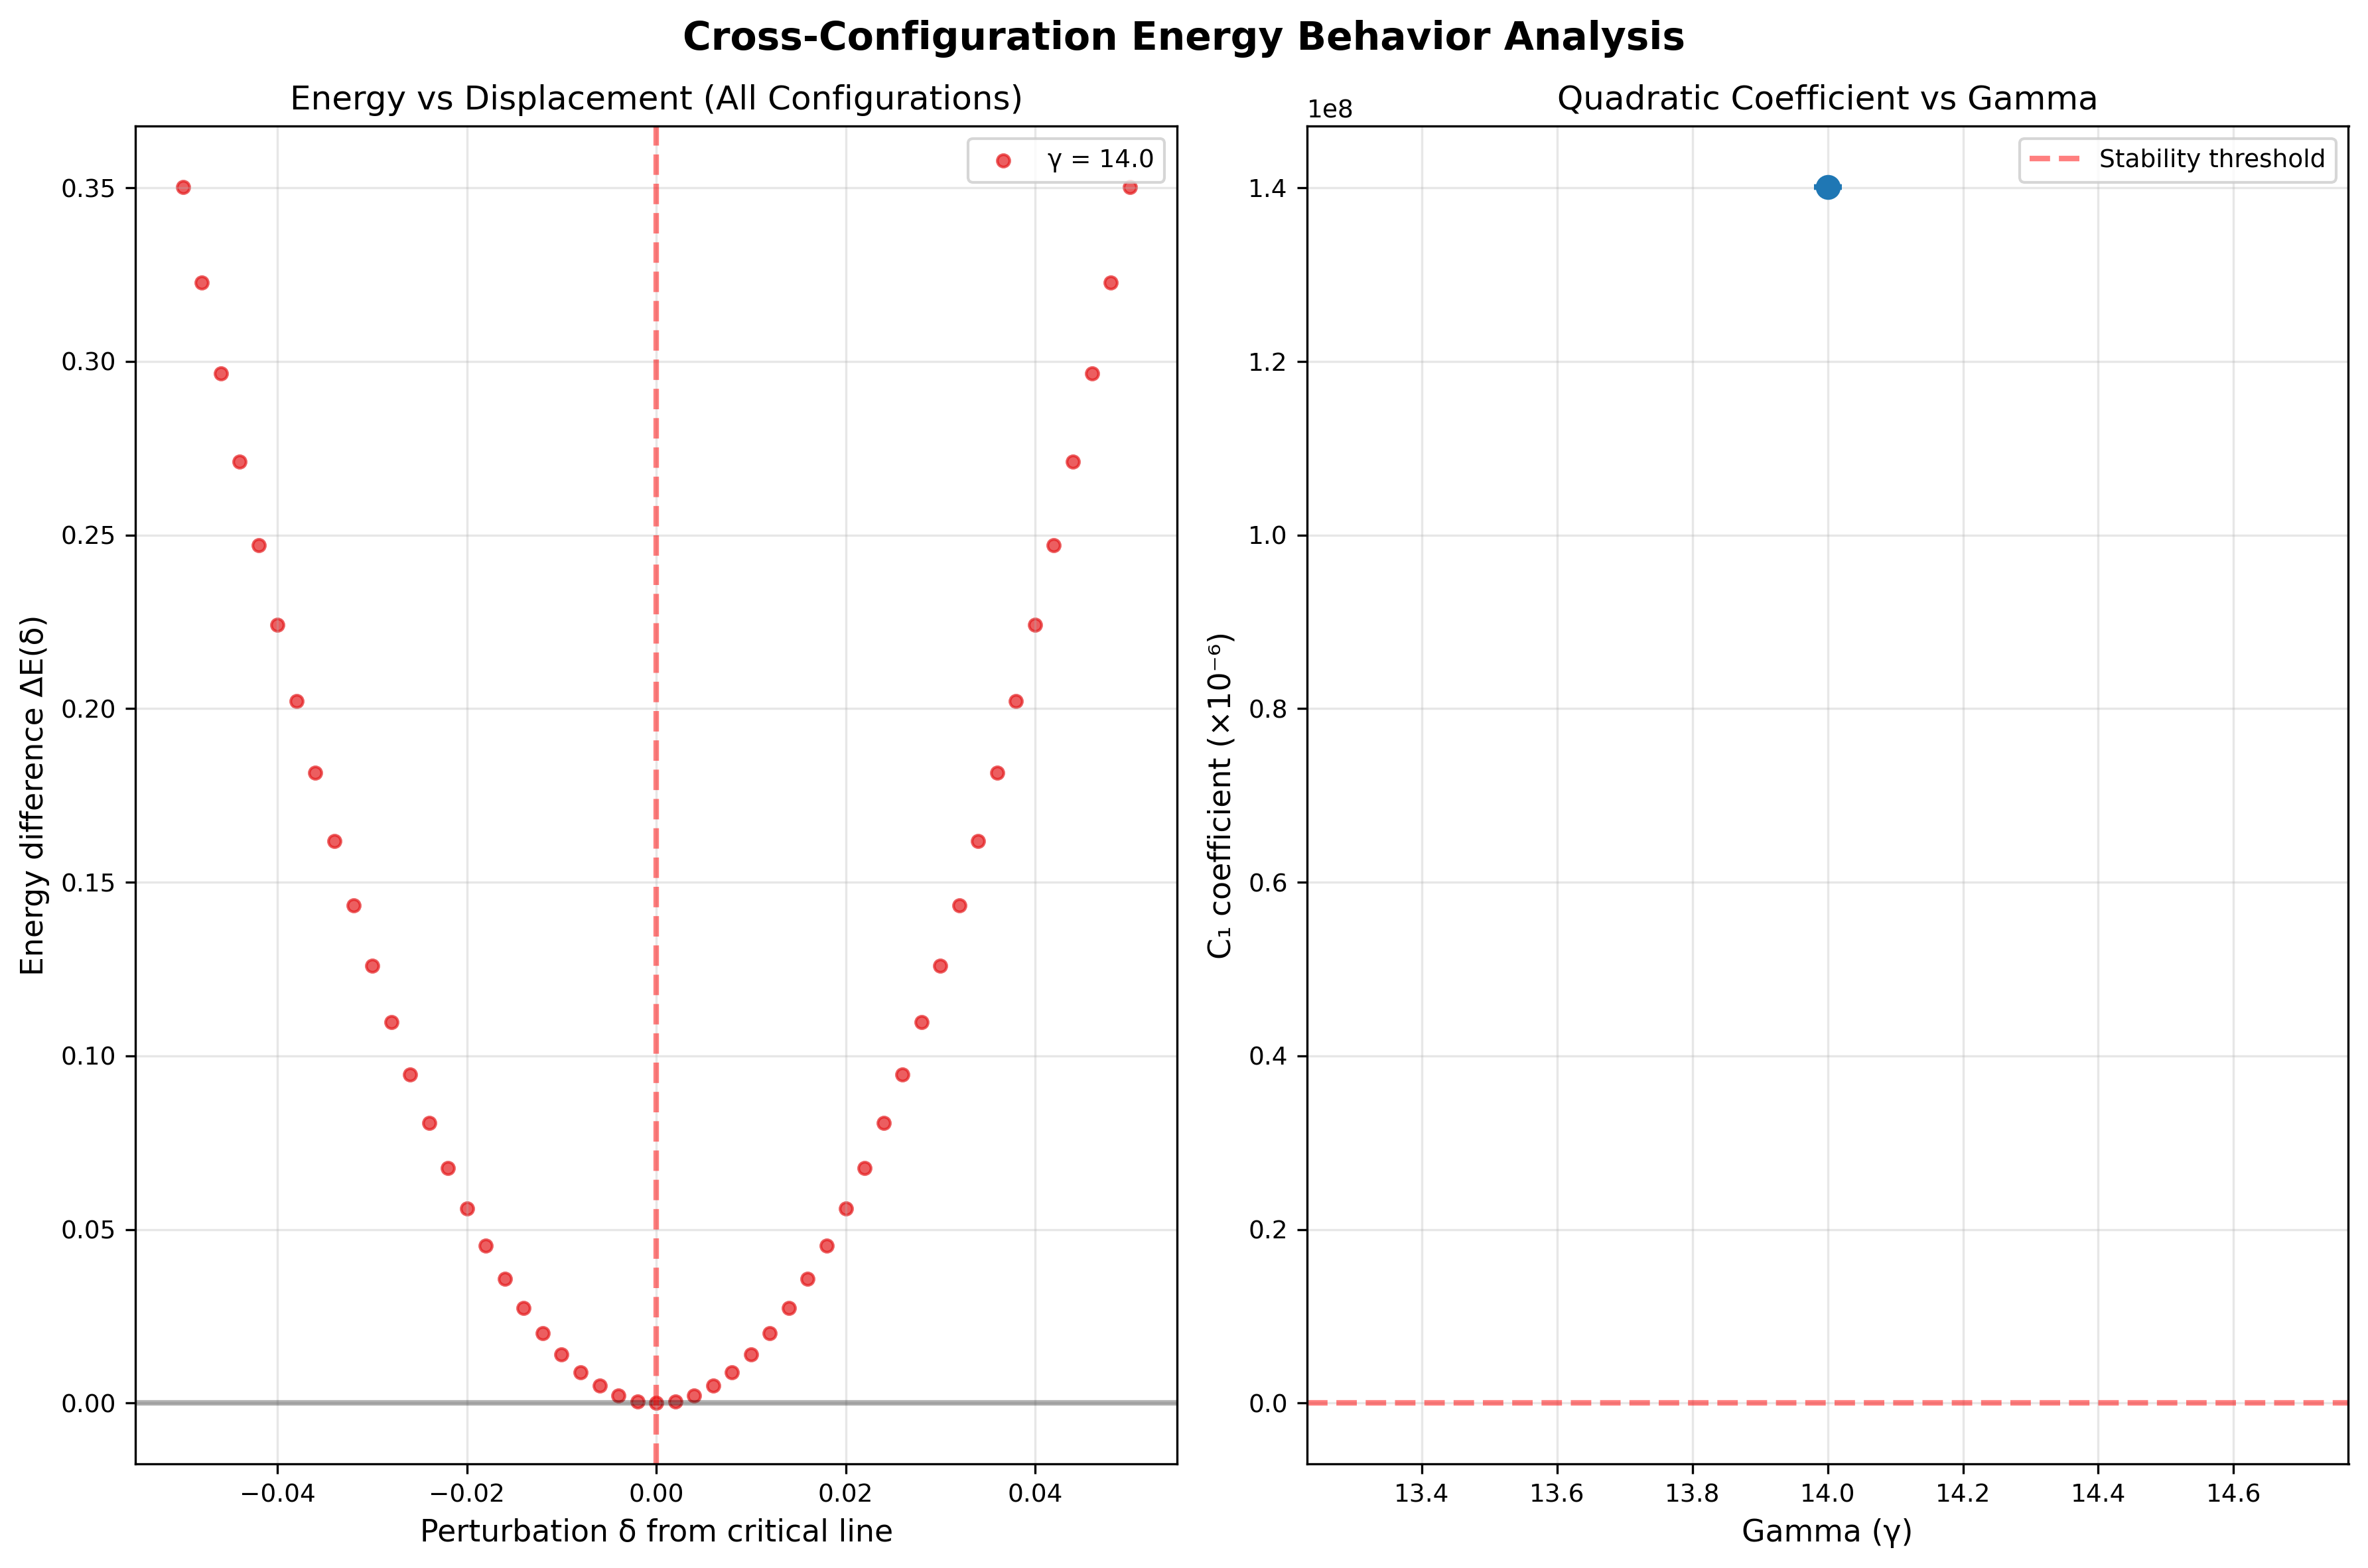 Cross-Configuration Energy Behavior Analysis
Energy vs Displacement (All Configurations)
γ = 14.0
0.35
0.30
0.25
0.20
0.15
0.10
0.05
0.00
Energy difference ΔE(δ)
−0.04
−0.02
0.00
0.02
0.04
Perturbation δ from critical line
Quadratic Coefficient vs Gamma
1e8
Stability threshold
1.4
1.2
1.0
0.8
0.6
0.4
0.2
0.0
C₁ coefficient (×10⁻⁶)
13.4
13.6
13.8
14.0
14.2
14.4
14.6
Gamma (γ)